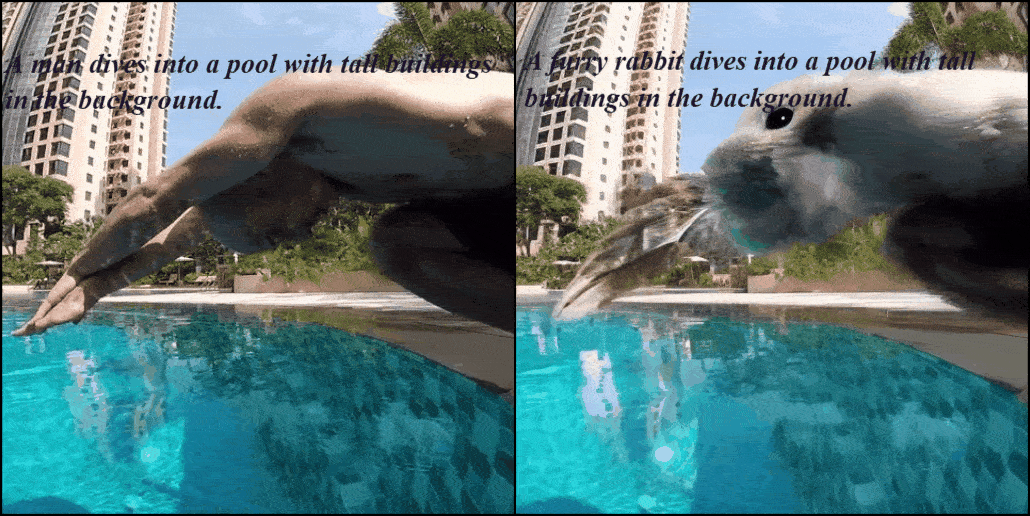 A man dives into a pool with tall buildings
in the background.
A furry rabbit dives into a pool with tall
buildings in the background.